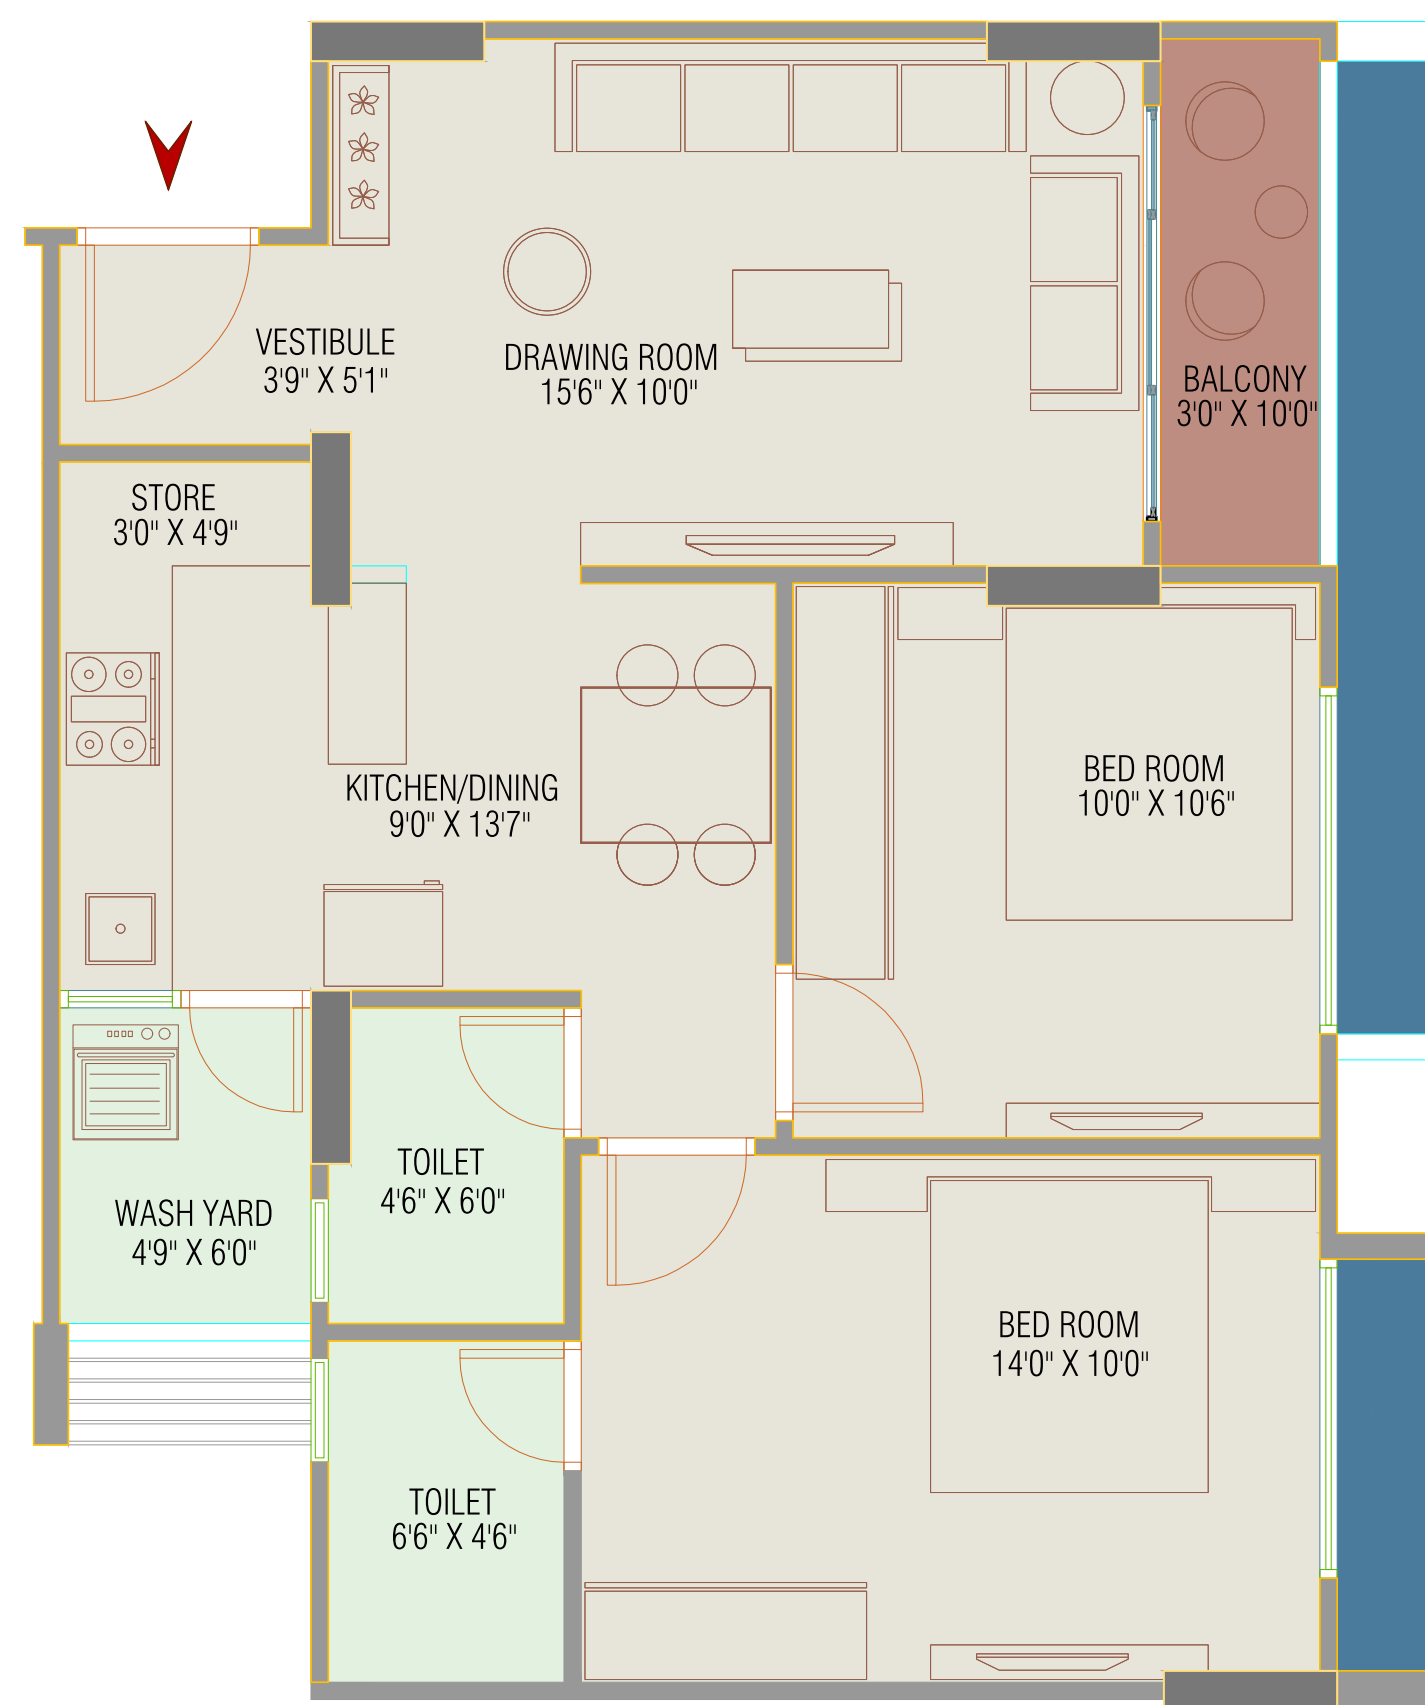 VESTIBULE
3'9" X 5'1"
DRAWING ROOM
15'6" X 10'0"
BALCONY
3'0" X 10'0"
STORE
3'0" X 4'9"
KITCHEN/DINING
9'0" X 13'7"
BED ROOM
10'0" X 10'6"
TOILET
4'6" X 6'0"
WASH YARD
4'9" X 6'0"
BED ROOM
14'0" X 10'0"
TOILET
6'6" X 4'6"